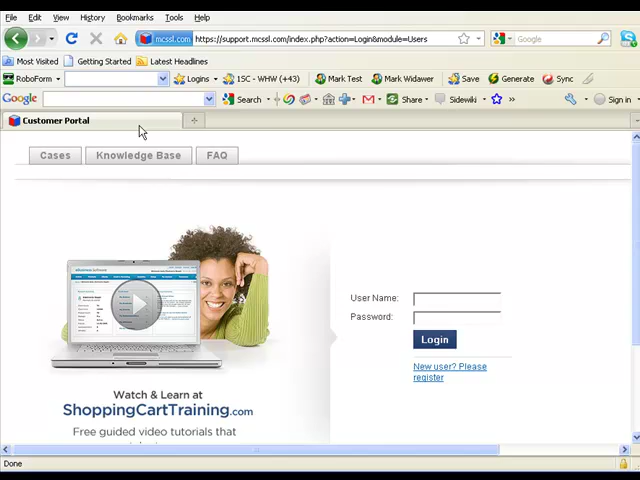 File Edit View History Bookmarks Tools Help
mcssl.com https://support.mcssl.com/index.php?action=Login&module=Users Google
Most Visited Getting Started Latest Headlines
RoboForm Logins 1SC - WHW (+43) Mark Test Mark Widawer Save Generate Sync
Google Search Share Sidewiki Sign in
Customer Portal
Cases Knowledge Base FAQ
User Name:
Password:
Login
New user? Please
register
Watch & Learn at
ShoppingCartTraining.com
Free guided video tutorials that
Done